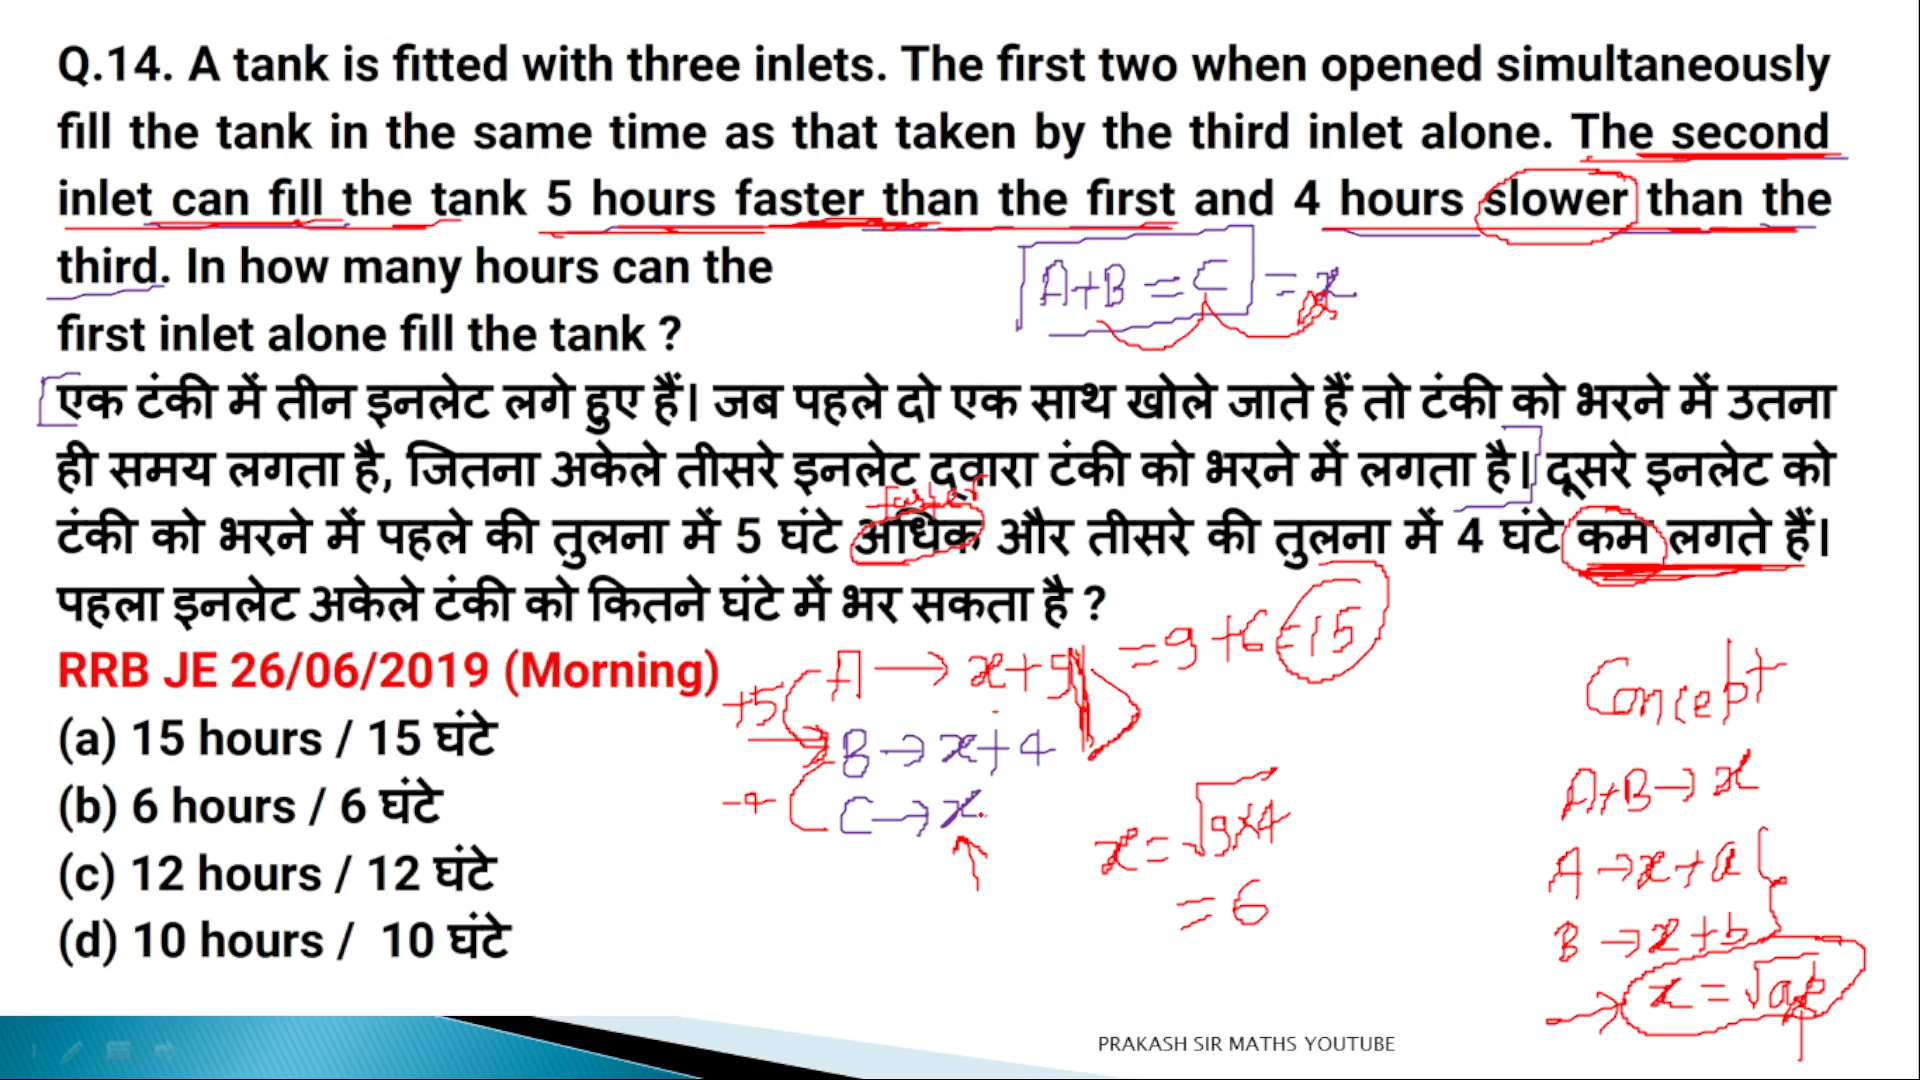 Q.14. A tank is fitted with three inlets. The first two when opened simultaneously
fill the tank in the same time as that taken by the third inlet alone. The second
inlet can fill the tank 5 hours faster than the first and 4 hours slower than the
third. In how many hours can the
A+B = C = x
first inlet alone fill the tank ?
एक टंकी में तीन इनलेट लगे हुए हैं। जब पहले दो एक साथ खोले जाते हैं तो टंकी को भरने में उतना
ही समय लगता है, जितना अकेले तीसरे इनलेट द्वारा टंकी को भरने में लगता है। दूसरे इनलेट को
Faster
टंकी को भरने में पहले की तुलना में 5 घंटे अधिक और तीसरे की तुलना में 4 घंटे कम लगते हैं।
पहला इनलेट अकेले टंकी को कितने घंटे में भर सकता है ?
RRB JE 26/06/2019 (Morning)
A → x+9 = 9+6=15
+5
(a) 15 hours / 15 घंटे
B → x+4
(b) 6 hours / 6 घंटे
-4
C → x
(c) 12 hours / 12 घंटे
(d) 10 hours / 10 घंटे
x = √9×4
= 6
Concept
A+B → x
A → x+a
B → x+b
x = √ab
PRAKASH SIR MATHS YOUTUBE